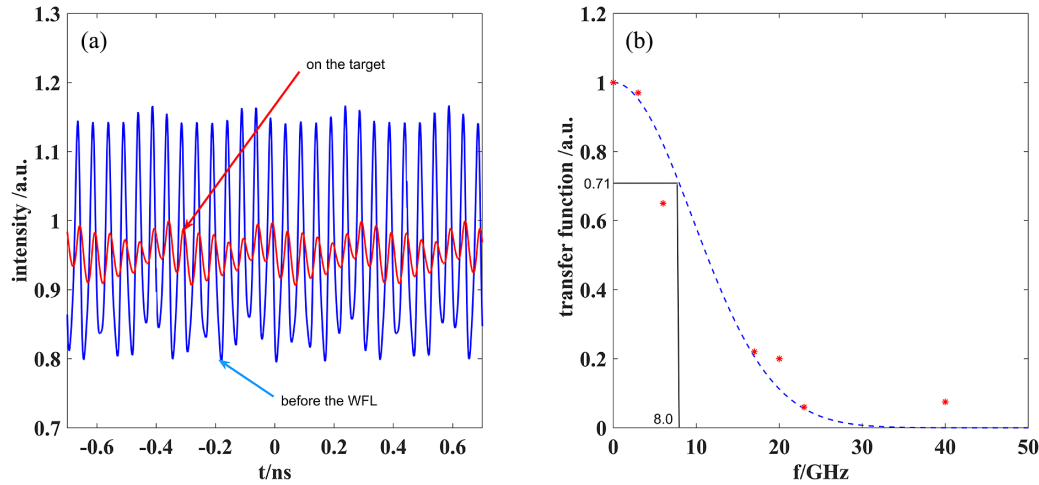 (a)
on the target
before the WFL
intensity /a.u.
1.3
1.2
1.1
1
0.9
0.8
0.7
-0.6 -0.4 -0.2 0 0.2 0.4 0.6
t/ns
(b)
transfer function /a.u.
1
0.8
0.71
0.6
0.4
0.2
0
8.0
0 10 20 30 40 50
f/GHz